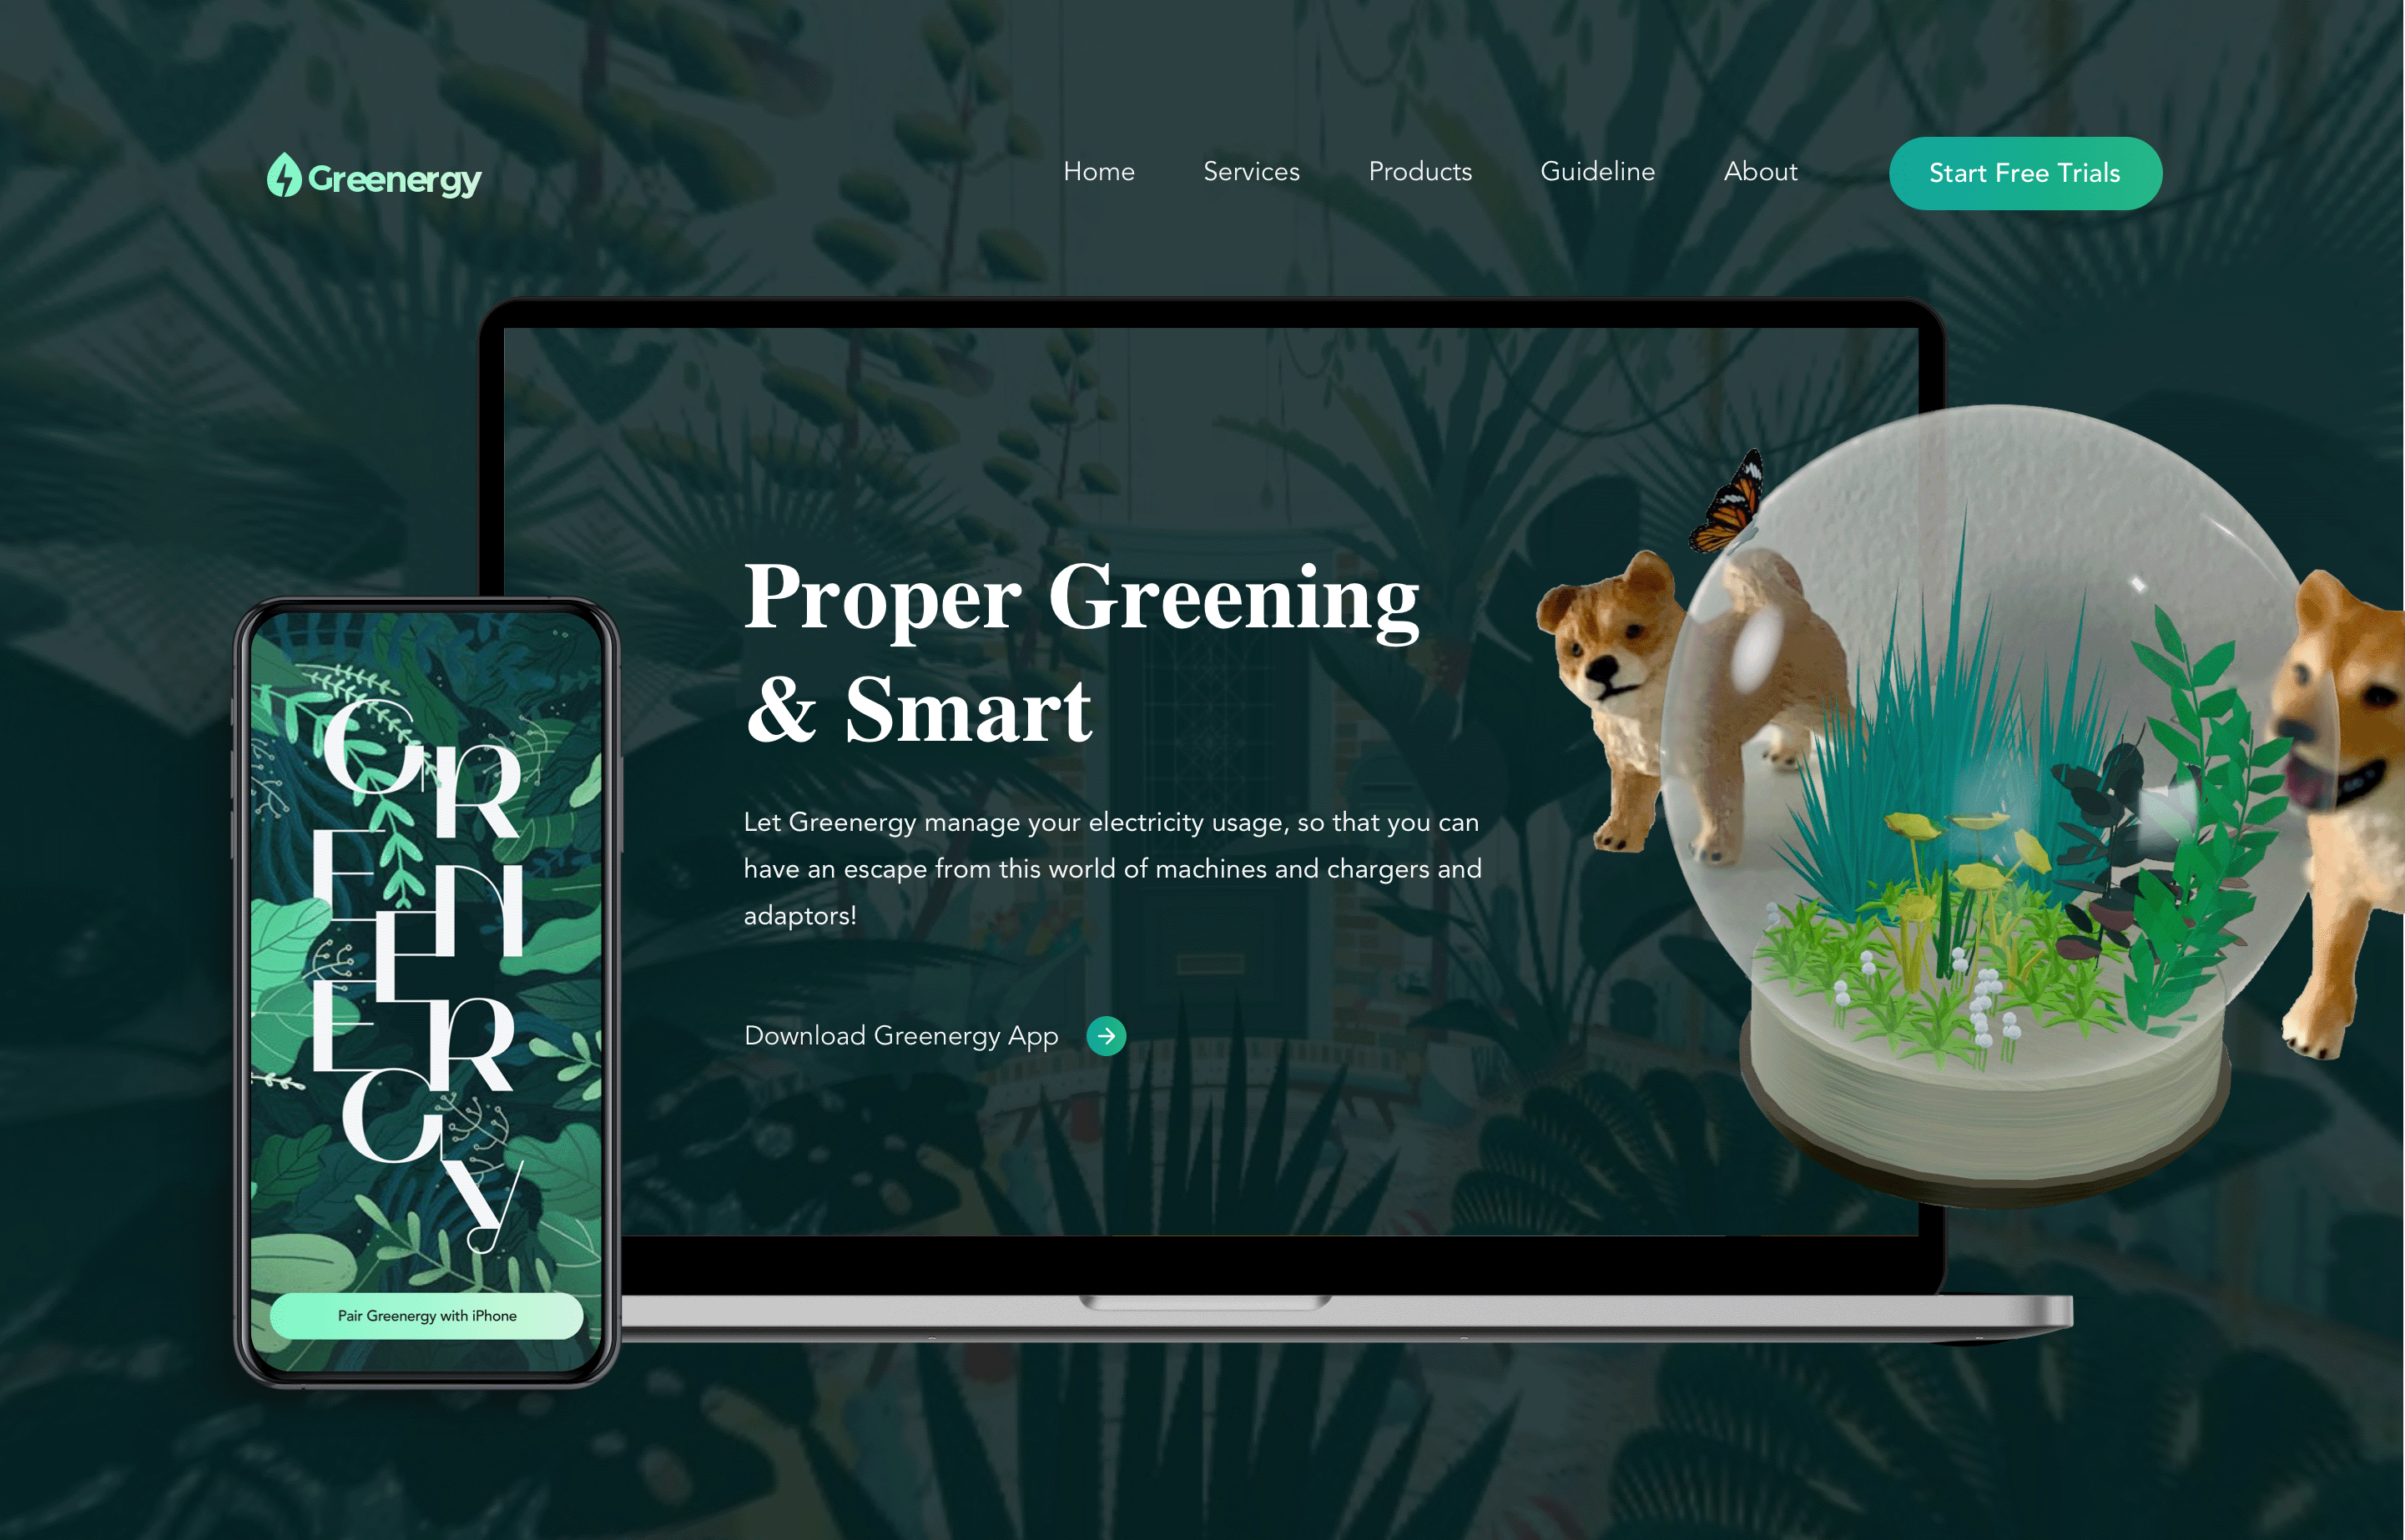 Greenergy
Home Services Products Guideline About Start Free Trials
Proper Greening
& Smart
Let Greenergy manage your electricity usage, so that you can
have an escape from this world of machines and chargers and
adaptors!
Download Greenergy App
GR
E
N
E
E
R
G
y
Pair Greenergy with iPhone